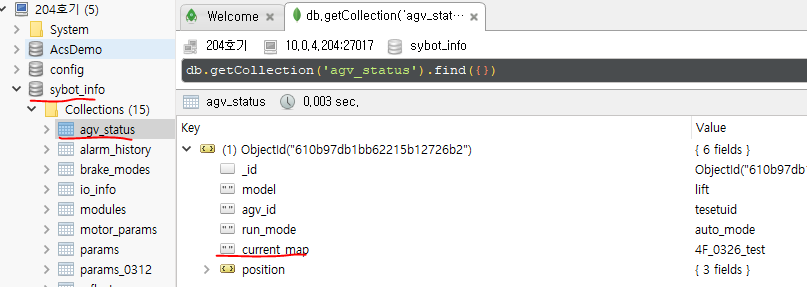 204호기 (5)
System
AcsDemo
config
sybot_info
Collections (15)
agv_status
alarm_history
brake_modes
io_info
modules
motor_params
params
params_0312
Welcome
db.getCollection('agv_stat…
204호기
10.0.4.204:27017
sybot_info
db.getCollection('agv_status').find({})
agv_status
0.003 sec.
Key
Value
(1) ObjectId("610b97db1bb62215b12726b2")
{ 6 fields }
_id
ObjectId("610b97db1
model
lift
agv_id
tesetuid
run_mode
auto_mode
current_map
4F_0326_test
position
{ 3 fields }